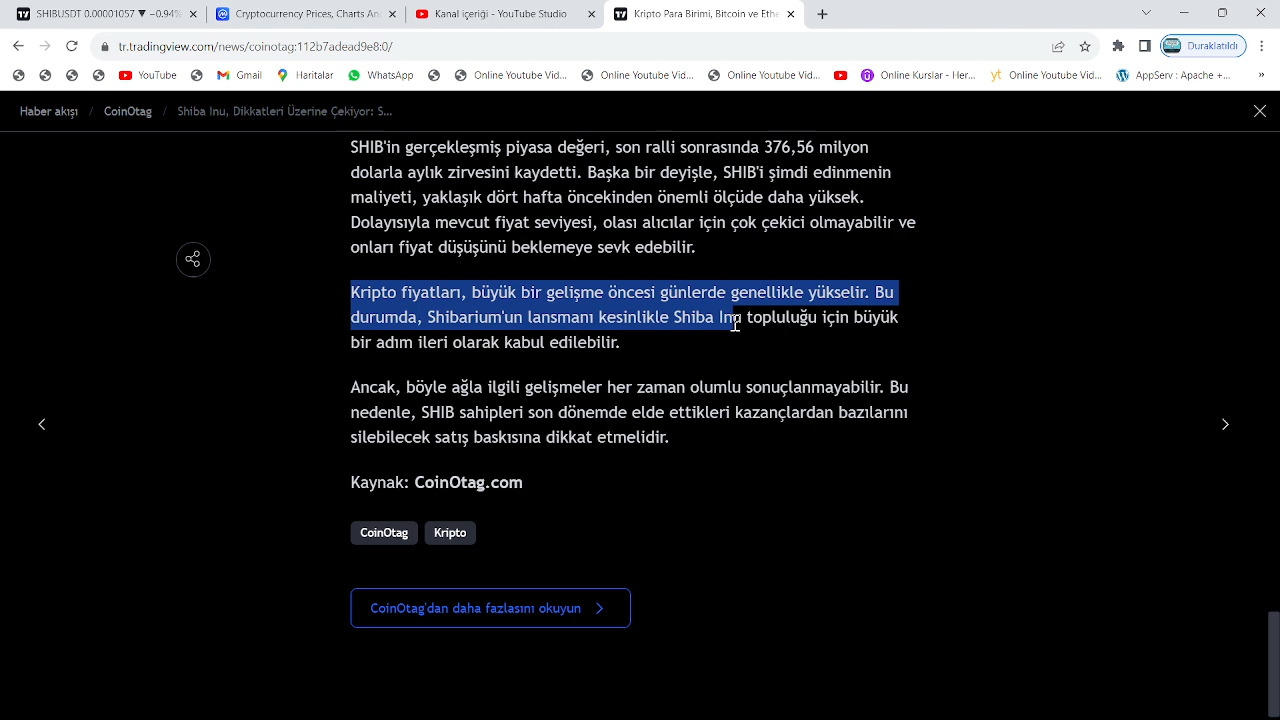 SHIBUSDT 0.00001057 ▼ −0.94%
Cryptocurrency Prices, Charts An
Kanal içeriği - YouTube Studio
Kripto Para Birimi, Bitcoin ve Ethe
tr.tradingview.com/news/coinotag:112b7adead9e8:0/
Duraklatıldı
YouTube
Gmail
Haritalar
WhatsApp
Online Youtube Vid...
Online Youtube Vid...
Online Youtube Vid...
Online Kurslar - Her...
yt Online Youtube Vid...
AppServ : Apache +...
»
Haber akışı / CoinOtag / Shiba Inu, Dikkatleri Üzerine Çekiyor: S...
SHIB'in gerçekleşmiş piyasa değeri, son ralli sonrasında 376,56 milyon
dolarla aylık zirvesini kaydetti. Başka bir deyişle, SHIB'i şimdi edinmenin
maliyeti, yaklaşık dört hafta öncekinden önemli ölçüde daha yüksek.
Dolayısıyla mevcut fiyat seviyesi, olası alıcılar için çok çekici olmayabilir ve
onları fiyat düşüşünü beklemeye sevk edebilir.
Kripto fiyatları, büyük bir gelişme öncesi günlerde genellikle yükselir. Bu
durumda, Shibarium'un lansmanı kesinlikle Shiba Inu topluluğu için büyük
bir adım ileri olarak kabul edilebilir.
Ancak, böyle ağla ilgili gelişmeler her zaman olumlu sonuçlanmayabilir. Bu
nedenle, SHIB sahipleri son dönemde elde ettikleri kazançlardan bazılarını
silebilecek satış baskısına dikkat etmelidir.
Kaynak: CoinOtag.com
CoinOtag
Kripto
CoinOtag'dan daha fazlasını okuyun